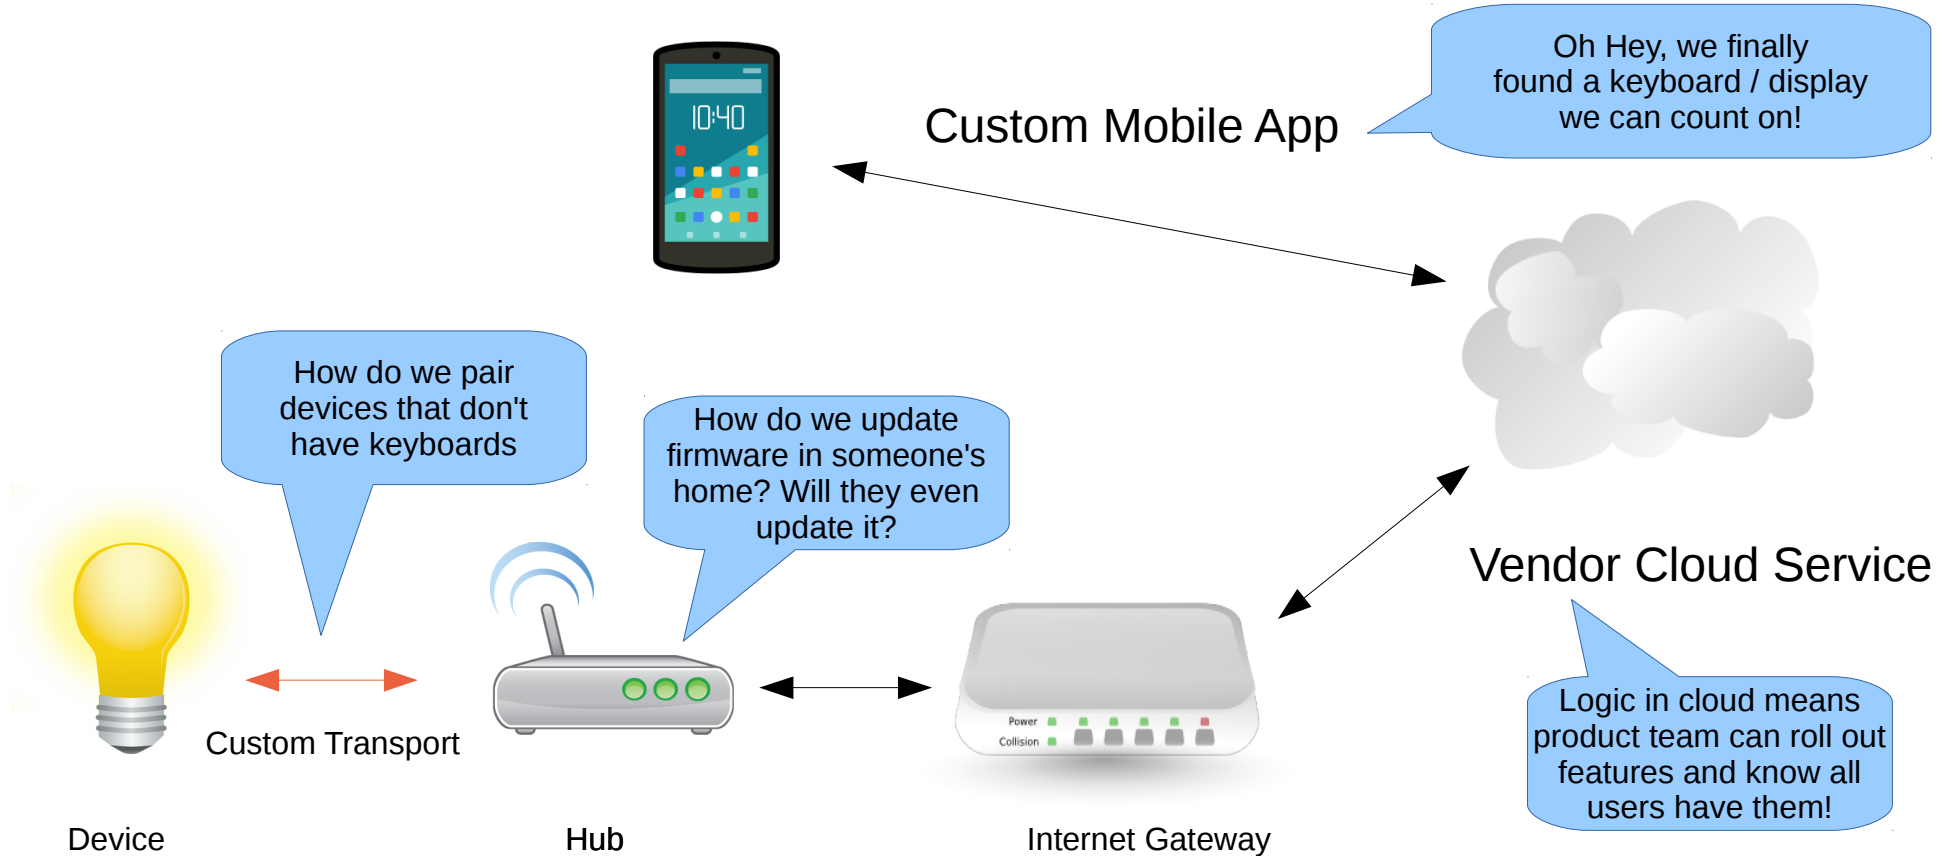 Oh Hey, we finally
found a keyboard / display
we can count on!
Custom Mobile App
10:40
How do we pair
devices that don't
have keyboards
How do we update
firmware in someone's
home? Will they even
update it?
Vendor Cloud Service
Logic in cloud means
product team can roll out
features and know all
users have them!
Power
Collision
Custom Transport
Device
Hub
Internet Gateway